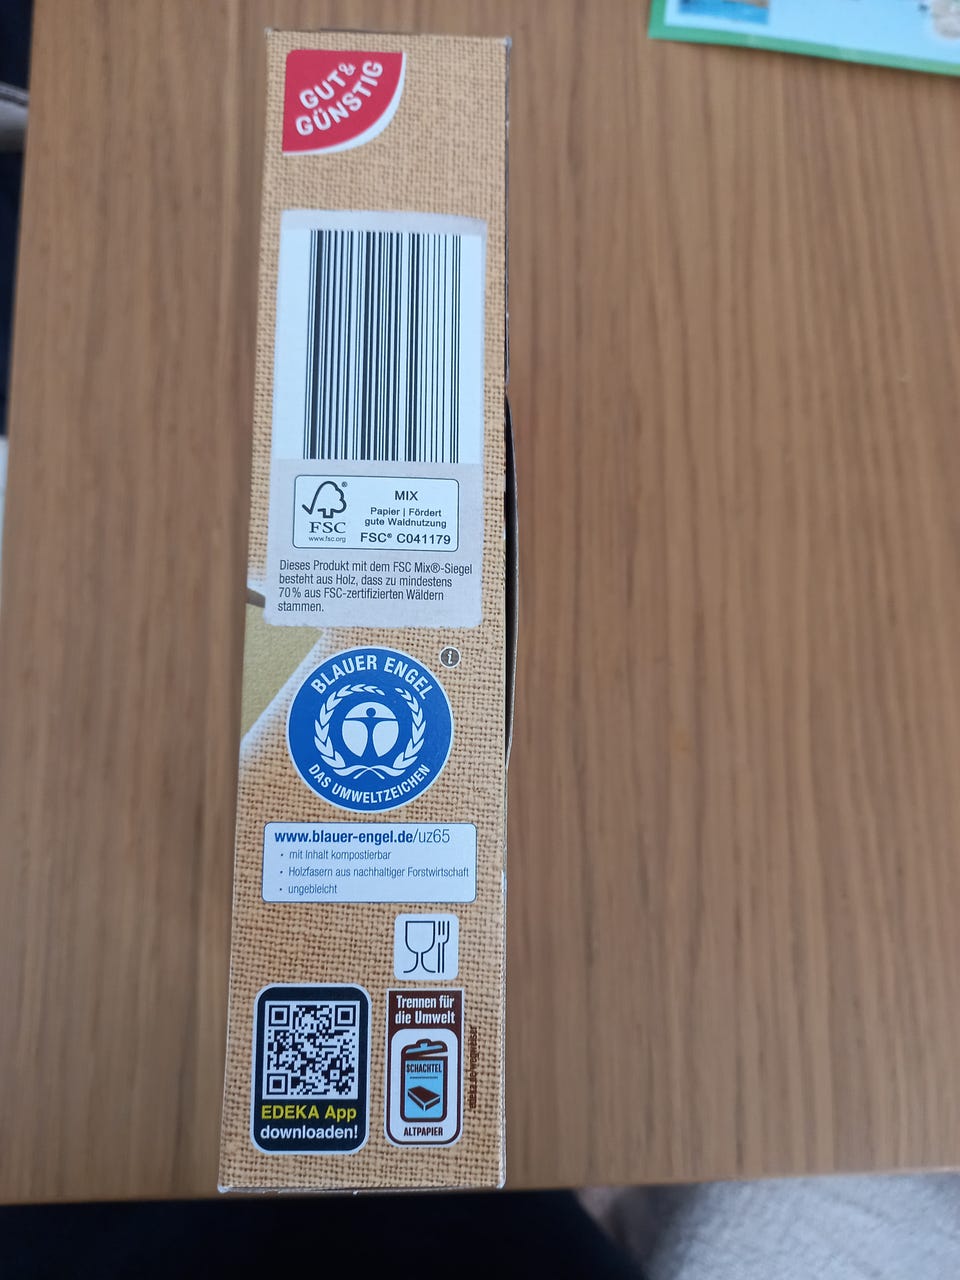 GUT&
GÜNSTIG
FSC®
www.fsc.org
MIX
Papier | Fördert
gute Waldnutzung
FSC® C041179
Dieses Produkt mit dem FSC Mix®-Siegel
besteht aus Holz, dass zu mindestens
70% aus FSC-zertifizierten Wäldern
stammen.
i
BLAUER ENGEL
DAS UMWELTZEICHEN
www.blauer-engel.de/uz65
• mit Inhalt kompostierbar
• Holzfasern aus nachhaltiger Forstwirtschaft
• ungebleicht
EDEKA App
downloaden!
Trennen für
die Umwelt
SCHACHTEL
ALTPAPIER